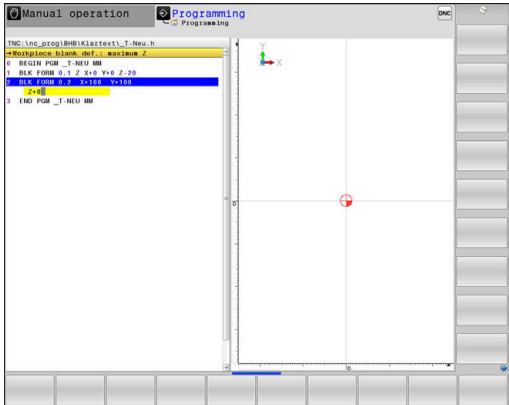 Manual operation
Programming
Programming
DNC
TNC:\nc_prog\BHB\Klartext\_T-Neu.h
→Workpiece blank def.: maximum Z
0 BEGIN PGM _T-NEU MM
1 BLK FORM 0.1 Z X+0 Y+0 Z-20
2 BLK FORM 0.2 X+100 Y+100
Z+0
3 END PGM _T-NEU MM
Y
X
0
0